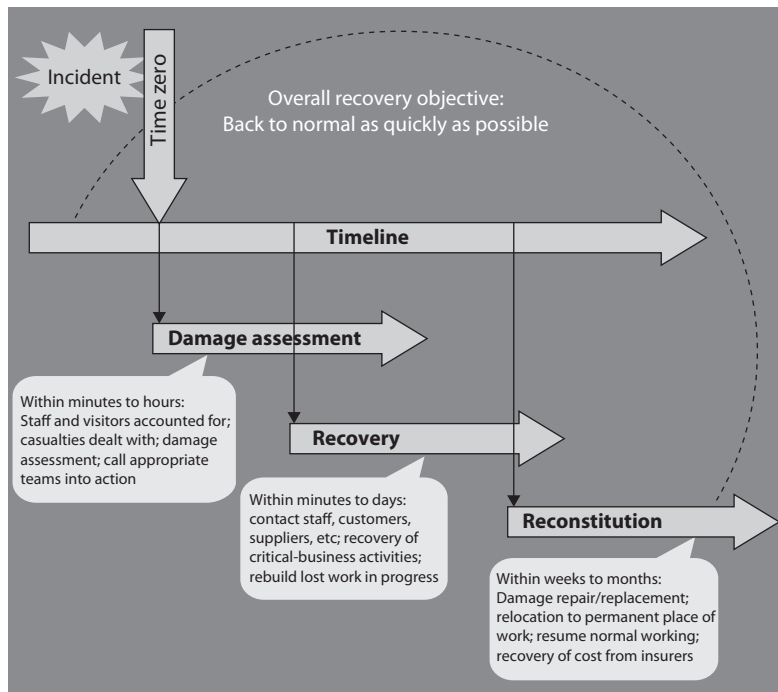 Incident
Time zero
Overall recovery objective:
Back to normal as quickly as possible
Timeline
Damage assessment
Within minutes to hours:
Staff and visitors accounted for;
casualties dealt with; damage
assessment; call appropriate
teams into action
Recovery
Within minutes to days:
contact staff, customers,
suppliers, etc; recovery of
critical-business activities;
rebuild lost work in progress
Reconstitution
Within weeks to months:
Damage repair/replacement;
relocation to permanent place of
work; resume normal working;
recovery of cost from insurers